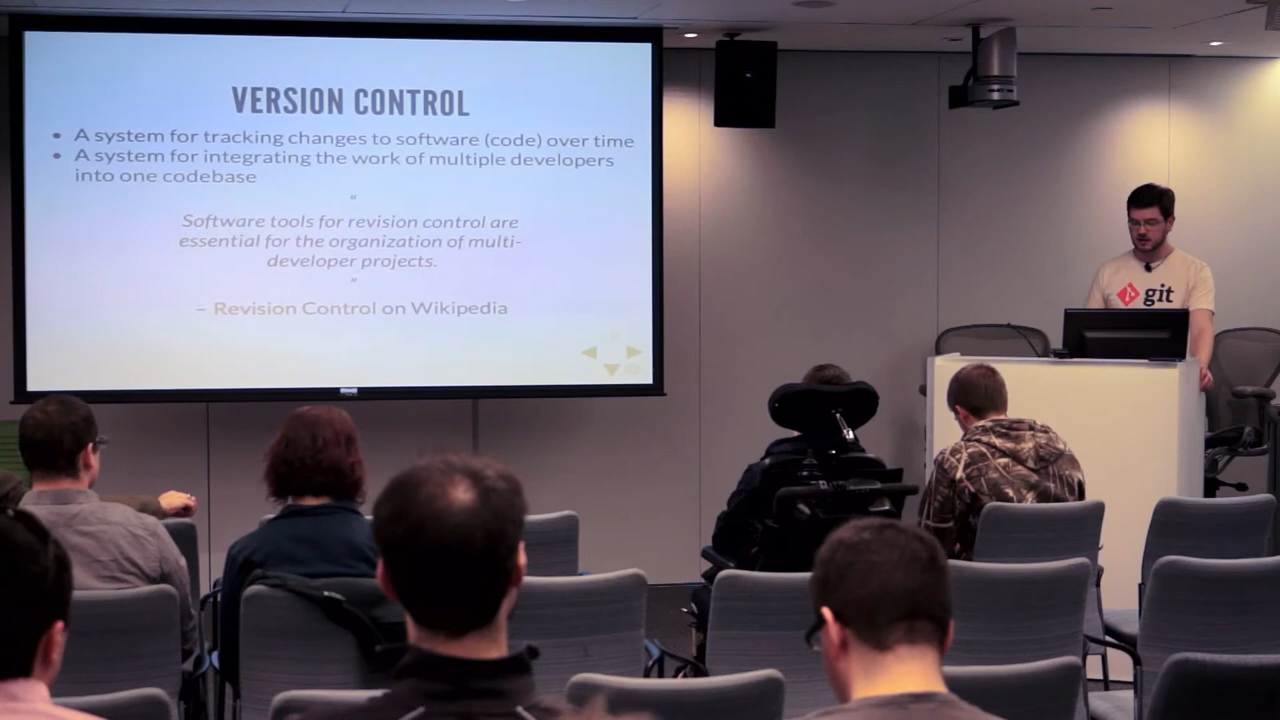 VERSION CONTROL
• A system for tracking changes to software (code) over time
• A system for integrating the work of multiple developers
into one codebase
“
Software tools for revision control are
essential for the organization of multi-
developer projects.
”
– Revision Control on Wikipedia
git